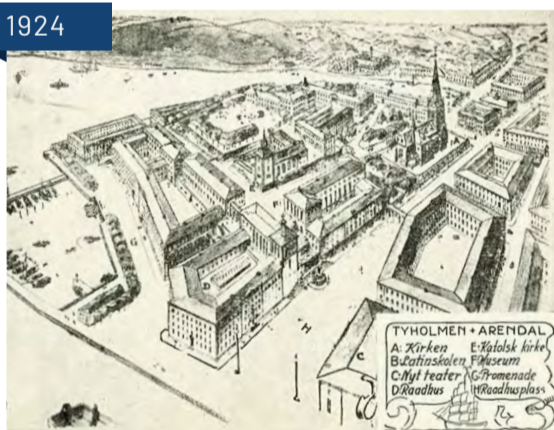 1924
TYHOLMEN + ARENDAL
A: Kirken E: Katolsk kirke
B: Latinskolen F: Museum
C: Nyt teater G: Promenade
D: Raadhus H: Raadhusplass
C
D
H